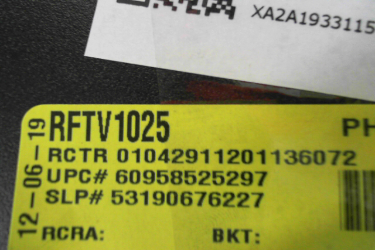 XA2A1933115
12-06-19
RFTV1025
PH
RCTR 01042911201136072
UPC# 60958525297
SLP# 53190676227
RCRA: BKT: